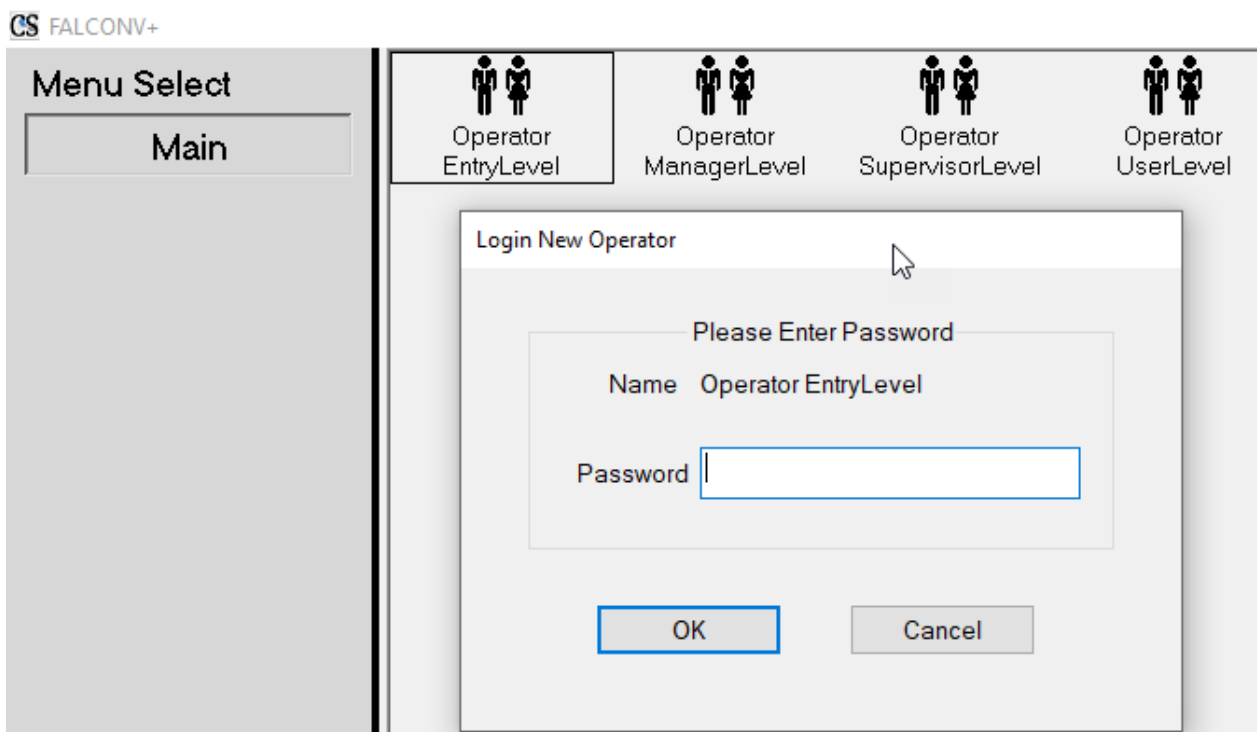 CS FALCONV+
Menu Select
Main
Operator
EntryLevel
Operator
ManagerLevel
Operator
SupervisorLevel
Operator
UserLevel
Login New Operator
Please Enter Password
Name Operator EntryLevel
Password
OK Cancel